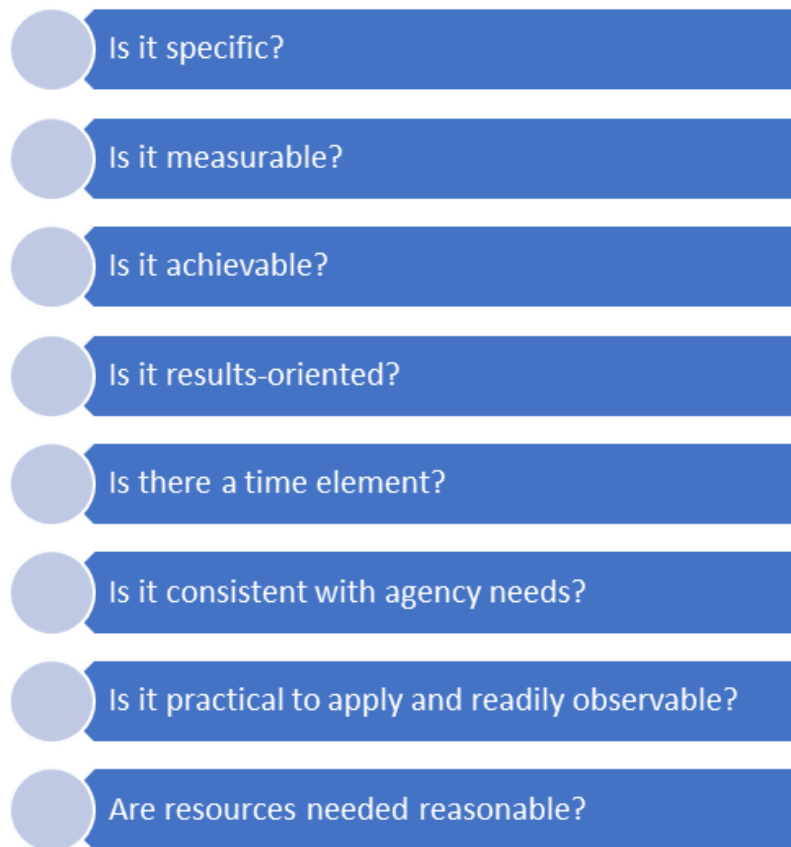 Is it specific?
Is it measurable?
Is it achievable?
Is it results-oriented?
Is there a time element?
Is it consistent with agency needs?
Is it practical to apply and readily observable?
Are resources needed reasonable?